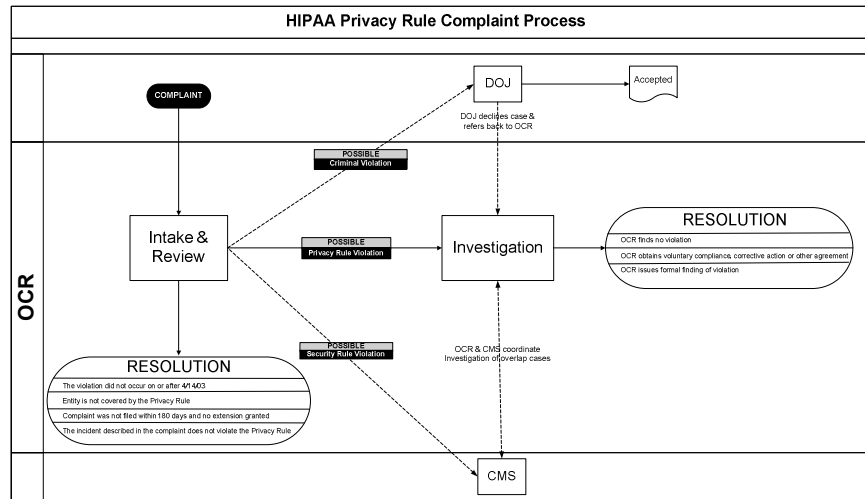 HIPAA Privacy Rule Complaint Process
COMPLAINT
DOJ
Accepted
DOJ declines case &
refers back to OCR
POSSIBLE
Criminal Violation
OCR
Intake &
Review
POSSIBLE
Privacy Rule Violation
Investigation
RESOLUTION
OCR finds no violation
OCR obtains voluntary compliance, corrective action or other agreement
OCR issues formal finding of violation
POSSIBLE
Security Rule Violation
OCR & CMS coordinate
Investigation of overlap cases
RESOLUTION
The violation did not occur on or after 4/14/03
Entity is not covered by the Privacy Rule
Complaint was not filed within 180 days and no extension granted
The incident described in the complaint does not violate the Privacy Rule
CMS